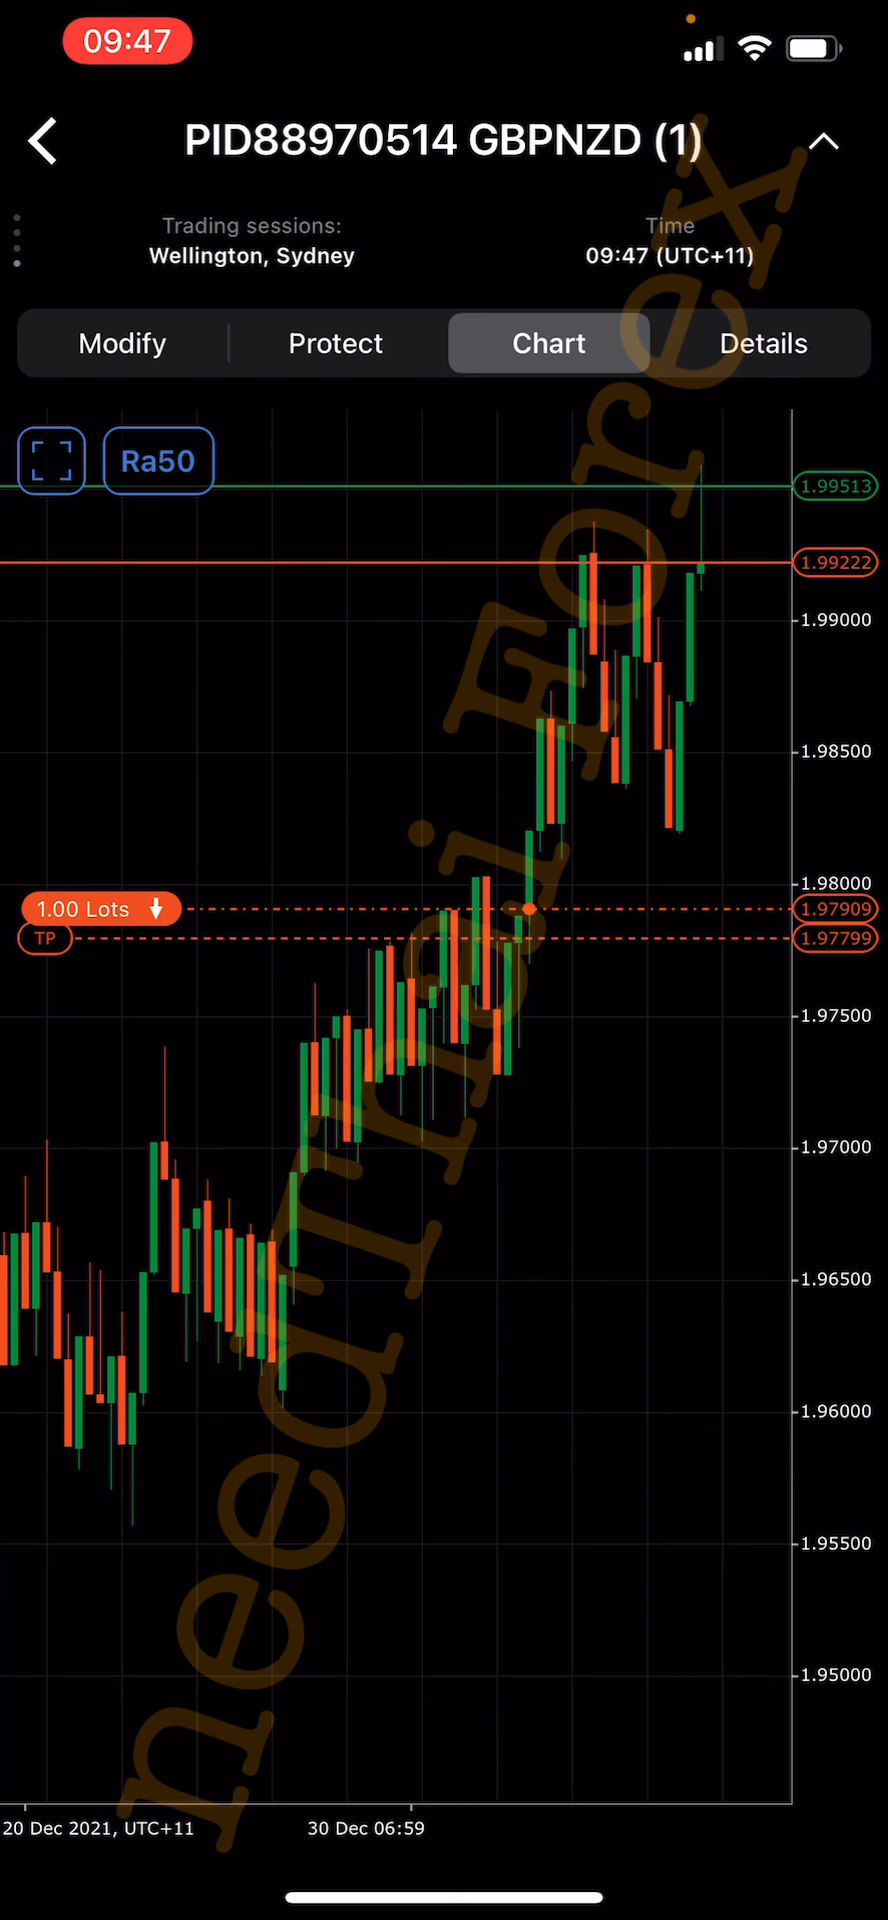 09:47
PID88970514 GBPNZD (1)
Trading sessions:
Wellington, Sydney
Time
09:47 (UTC+11)
Modify
Protect
Chart
Details
Ra50
1.99513
1.99222
1.99000
1.98500
1.98000
1.00 Lots
1.97909
TP
1.97799
1.97500
1.97000
1.96500
1.96000
1.95500
1.95000
20 Dec 2021, UTC+11
30 Dec 06:59